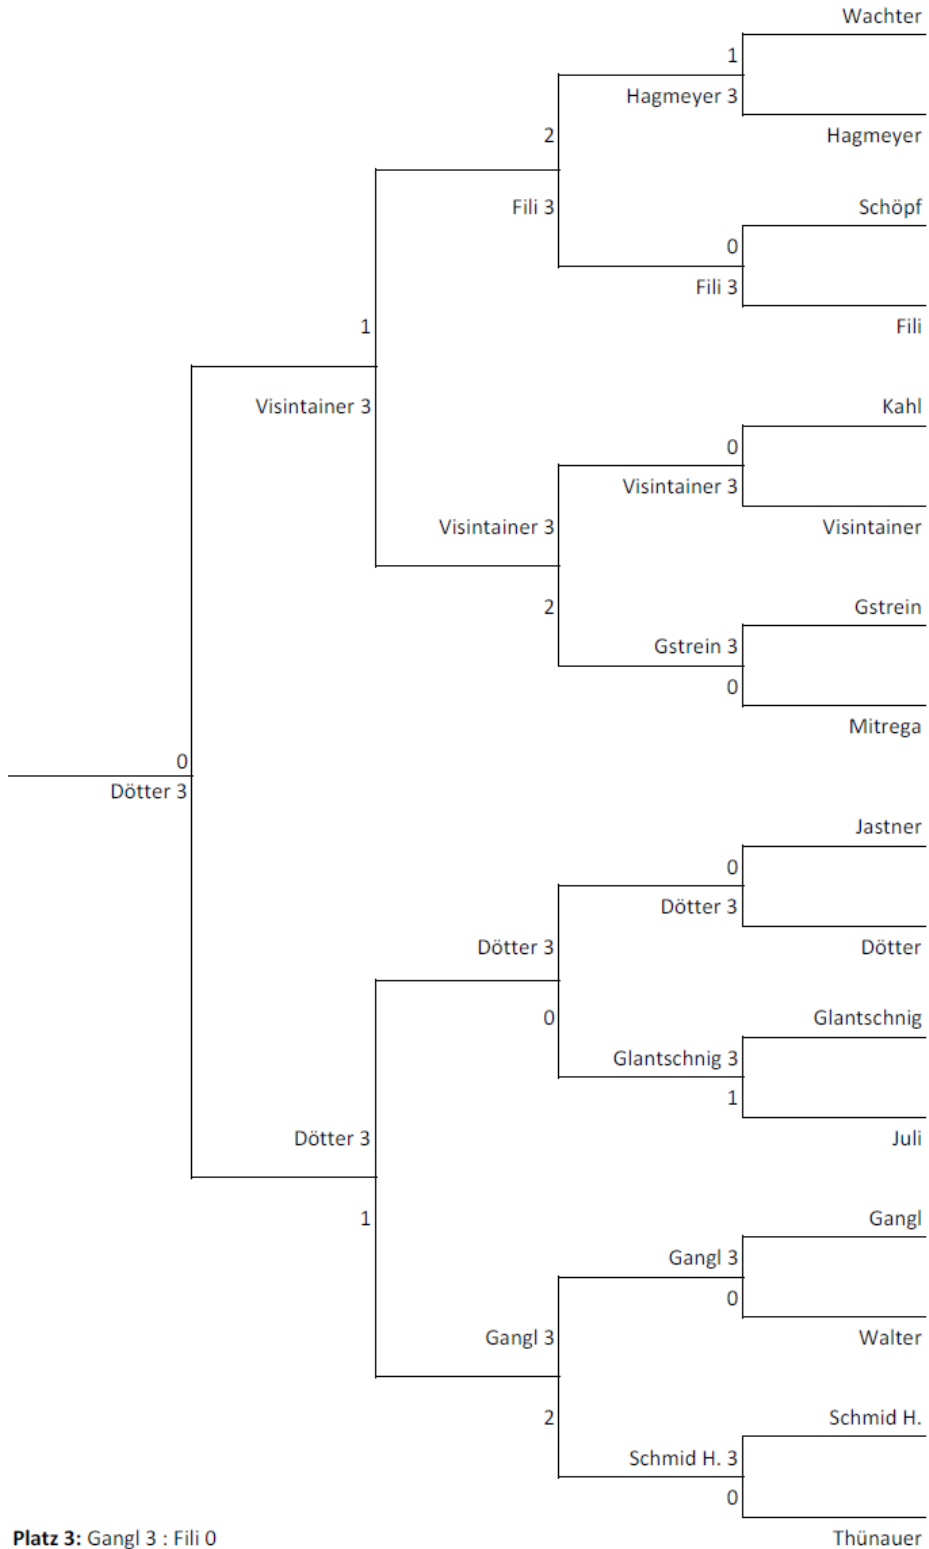 Wachter
1
Hagmeyer 3
2
Hagmeyer
Fili 3
Schöpf
0
Fili 3
1
Fili
Visintainer 3
Kahl
0
Visintainer 3
Visintainer 3
Visintainer
2
Gstrein
Gstrein 3
0
Mitrega
0
Dötter 3
Jastner
0
Dötter 3
Dötter 3
Dötter
0
Glantschnig
Glantschnig 3
1
Dötter 3
Juli
1
Gangl
Gangl 3
0
Gangl 3
Walter
2
Schmid H.
Schmid H. 3
0
Platz 3: Gangl 3 : Fili 0
Thünauer